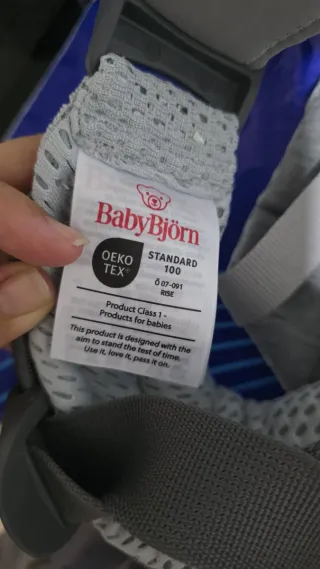 BabyBjörn
OEKO
TEX®
STANDARD
100
Ö 07-091
RISE
Product Class 1 -
Products for babies
This product is designed with the
aim to stand the test of time.
Use it, love it, pass it on.